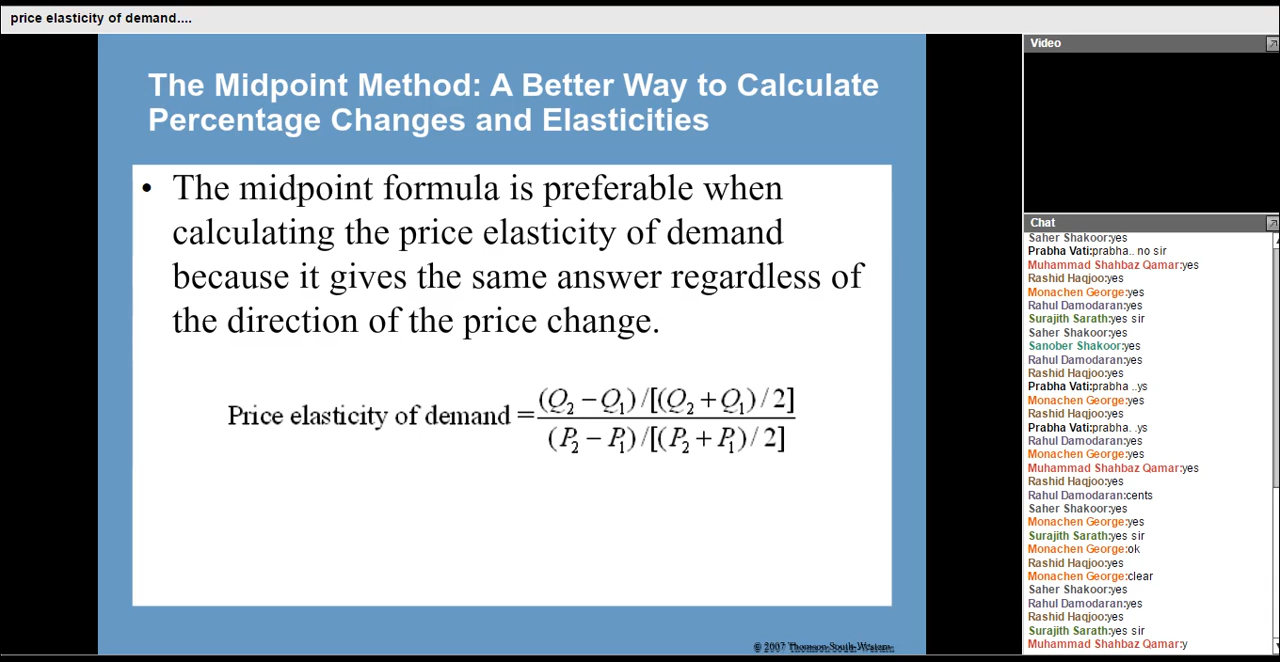 price elasticity of demand....
The Midpoint Method: A Better Way to Calculate
Percentage Changes and Elasticities
• The midpoint formula is preferable when
calculating the price elasticity of demand
because it gives the same answer regardless of
the direction of the price change.
Price elasticity of demand = (Q₂ − Q₁) / [(Q₂ + Q₁) / 2]
(P₂ − P₁) / [(P₂ + P₁) / 2]
© 2007 Thomson South-Western
Video
Chat
Saher Shakoor:yes
Prabha Vati:prabha.. no sir
Muhammad Shahbaz Qamar:yes
Rashid Haqjoo:yes
Monachen George:yes
Rahul Damodaran:yes
Surajith Sarath:yes sir
Saher Shakoor:yes
Sanober Shakoor:yes
Rahul Damodaran:yes
Rashid Haqjoo:yes
Prabha Vati:prabha ..ys
Monachen George:yes
Rashid Haqjoo:yes
Prabha Vati:prabha. .ys
Rahul Damodaran:yes
Monachen George:yes
Muhammad Shahbaz Qamar:yes
Rashid Haqjoo:yes
Rahul Damodaran:cents
Saher Shakoor:yes
Monachen George:yes
Surajith Sarath:yes sir
Monachen George:ok
Rashid Haqjoo:yes
Monachen George:clear
Saher Shakoor:yes
Rahul Damodaran:yes
Rashid Haqjoo:yes
Surajith Sarath:yes sir
Muhammad Shahbaz Qamar:y